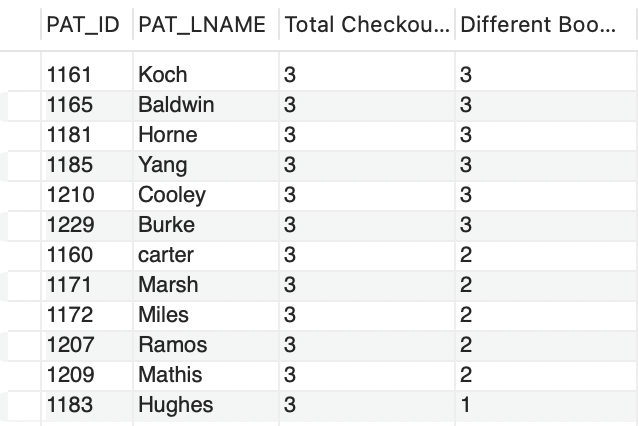 PAT_ID PAT_LNAME Total Checkou... Different Boo...
1161 Koch 3 3
1165 Baldwin 3 3
1181 Horne 3 3
1185 Yang 3 3
1210 Cooley 3 3
1229 Burke 3 3
1160 carter 3 2
1171 Marsh 3 2
1172 Miles 3 2
1207 Ramos 3 2
1209 Mathis 3 2
1183 Hughes 3 1